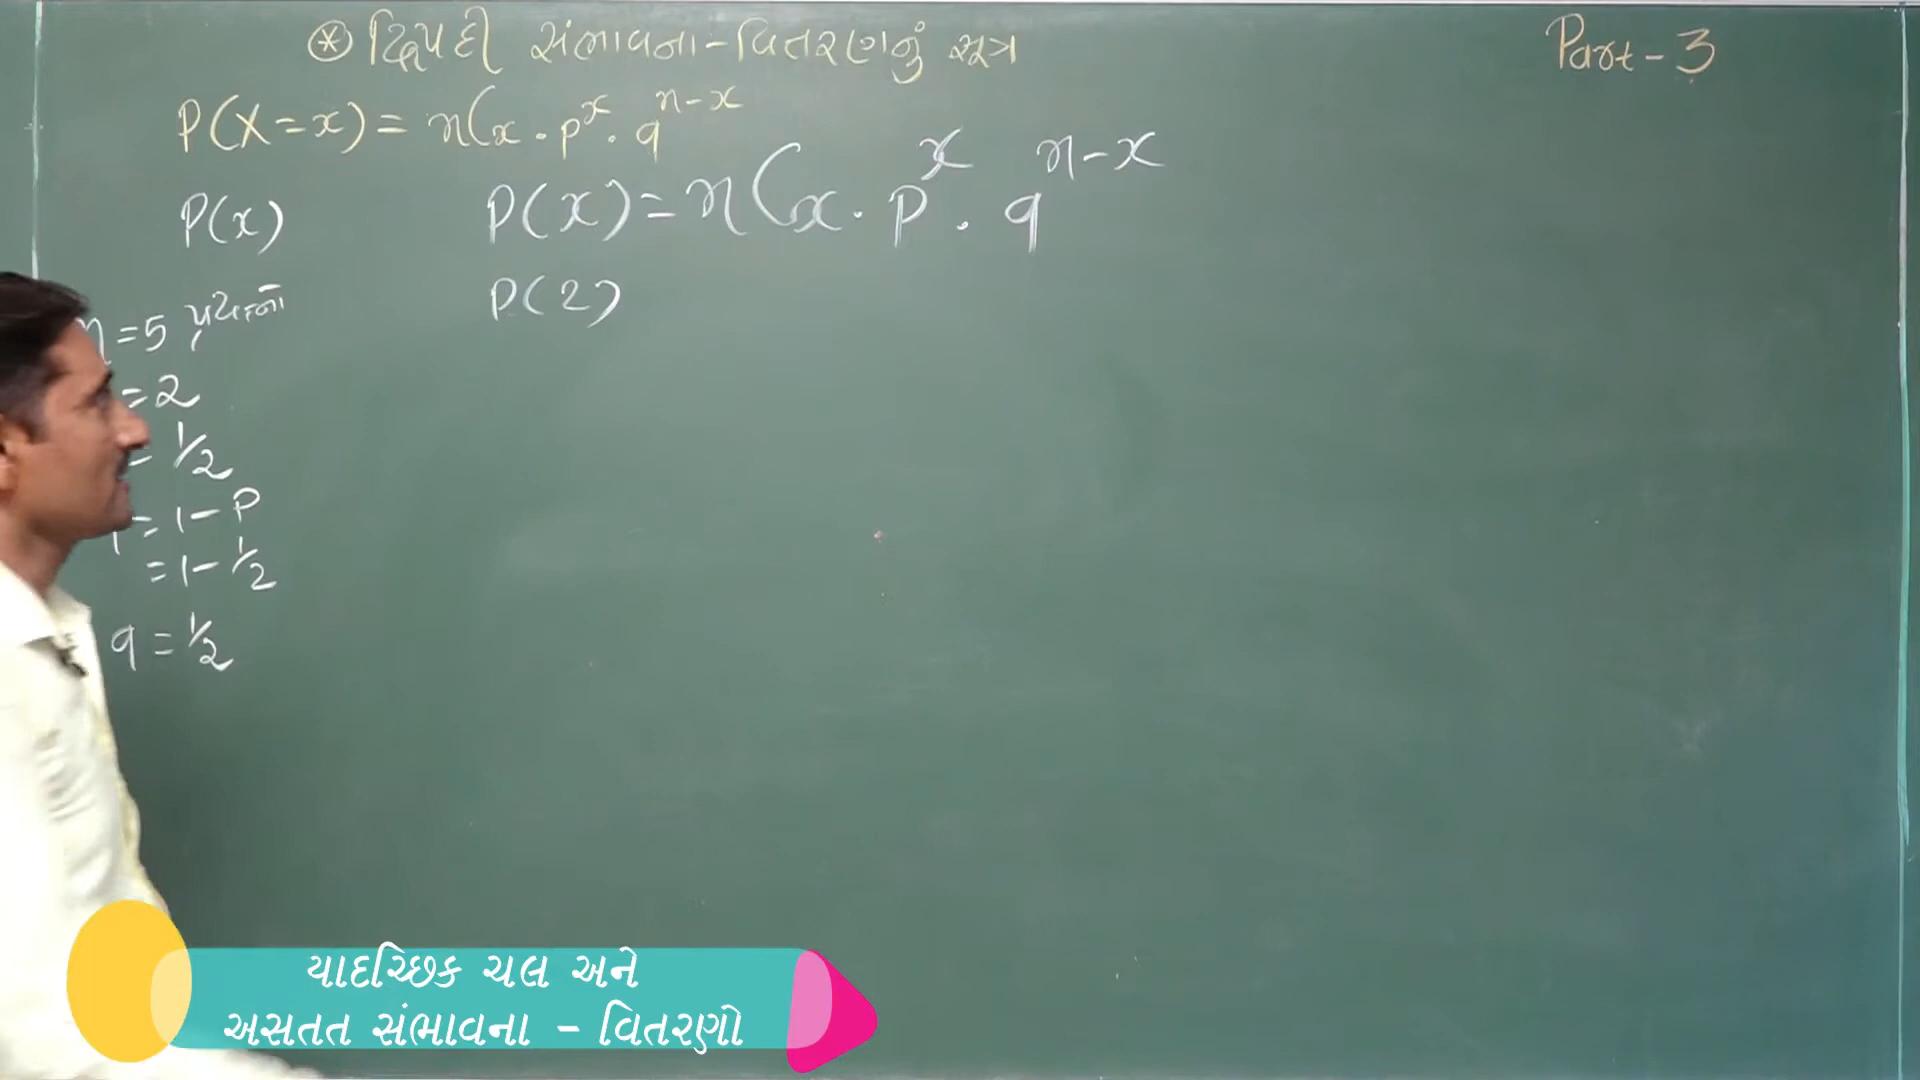 ⊛ દ્વિપદી સંભાવના-વિતરણનું સૂત્ર
Part-3
P(X=x) = nCx · p^x · q^(n-x)
P(x)
P(x) = nCx · p^x · q^(n-x)
P(2)
n=5 પ્રયત્નો
=2
= 1/2
= 1-P
= 1- 1/2
q = 1/2
યાદચ્છિક ચલ અને
અસતત સંભાવના - વિતરણો